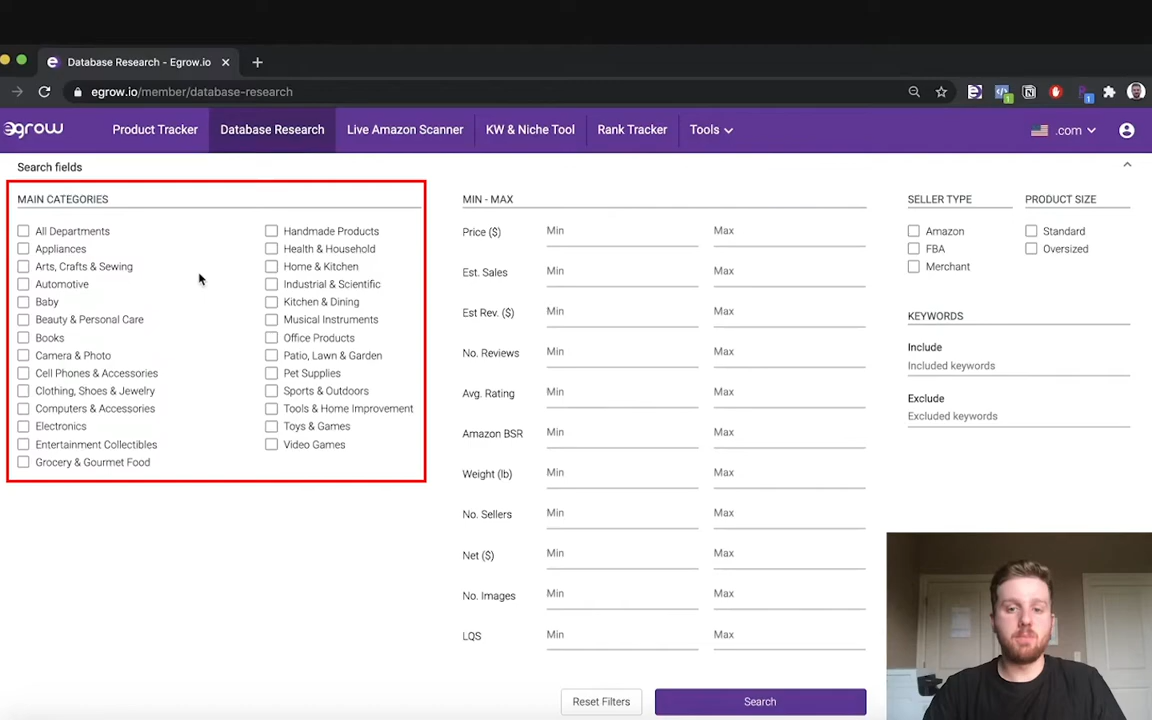 Database Research - Egrow.io
egrow.io/member/database-research
egrow
Product Tracker
Database Research
Live Amazon Scanner
KW & Niche Tool
Rank Tracker
Tools
.com
Search fields
MAIN CATEGORIES
All Departments
Appliances
Arts, Crafts & Sewing
Automotive
Baby
Beauty & Personal Care
Books
Camera & Photo
Cell Phones & Accessories
Clothing, Shoes & Jewelry
Computers & Accessories
Electronics
Entertainment Collectibles
Grocery & Gourmet Food
Handmade Products
Health & Household
Home & Kitchen
Industrial & Scientific
Kitchen & Dining
Musical Instruments
Office Products
Patio, Lawn & Garden
Pet Supplies
Sports & Outdoors
Tools & Home Improvement
Toys & Games
Video Games
MIN - MAX
Price ($) Min Max
Est. Sales Min Max
Est Rev. ($) Min Max
No. Reviews Min Max
Avg. Rating Min Max
Amazon BSR Min Max
Weight (lb) Min Max
No. Sellers Min Max
Net ($) Min Max
No. Images Min Max
LQS Min Max
Reset Filters
Search
SELLER TYPE
Amazon
FBA
Merchant
PRODUCT SIZE
Standard
Oversized
KEYWORDS
Include
Included keywords
Exclude
Excluded keywords